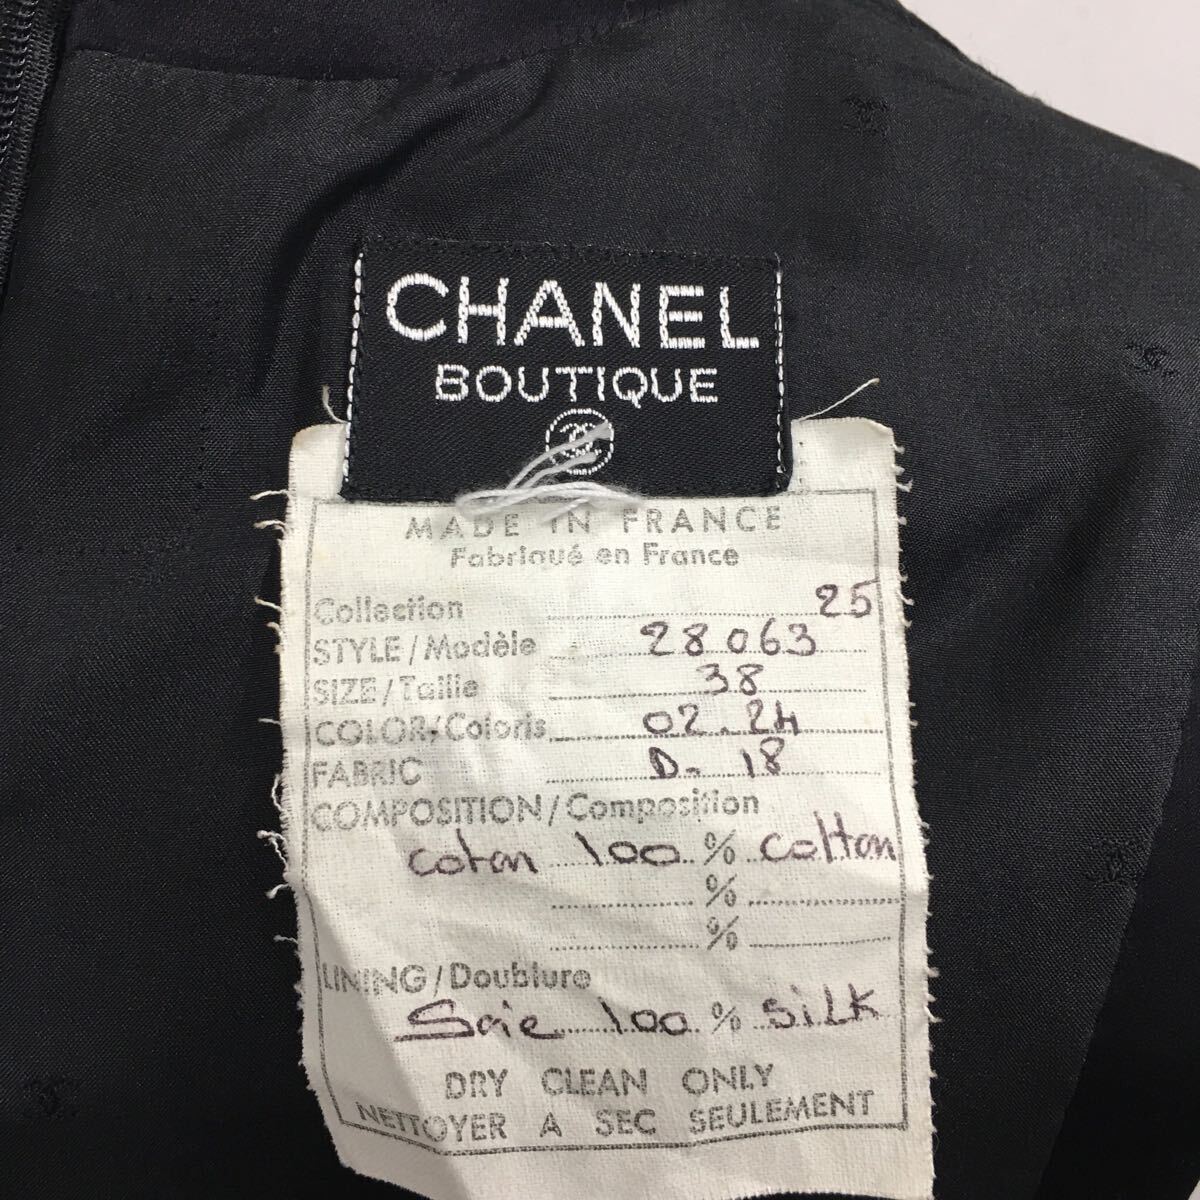 CHANEL
BOUTIQUE
MADE IN FRANCE
Fabriqué en France
Collection 25
STYLE/Modèle 28063
SIZE/Taille 38
COLOR/Coloris 02.24
FABRIC D. 18
COMPOSITION/Composition
coton 100 % cotton
%
%
LINING/Doublure
Soie 100 % SiLK
DRY CLEAN ONLY
NETTOYER A SEC SEULEMENT